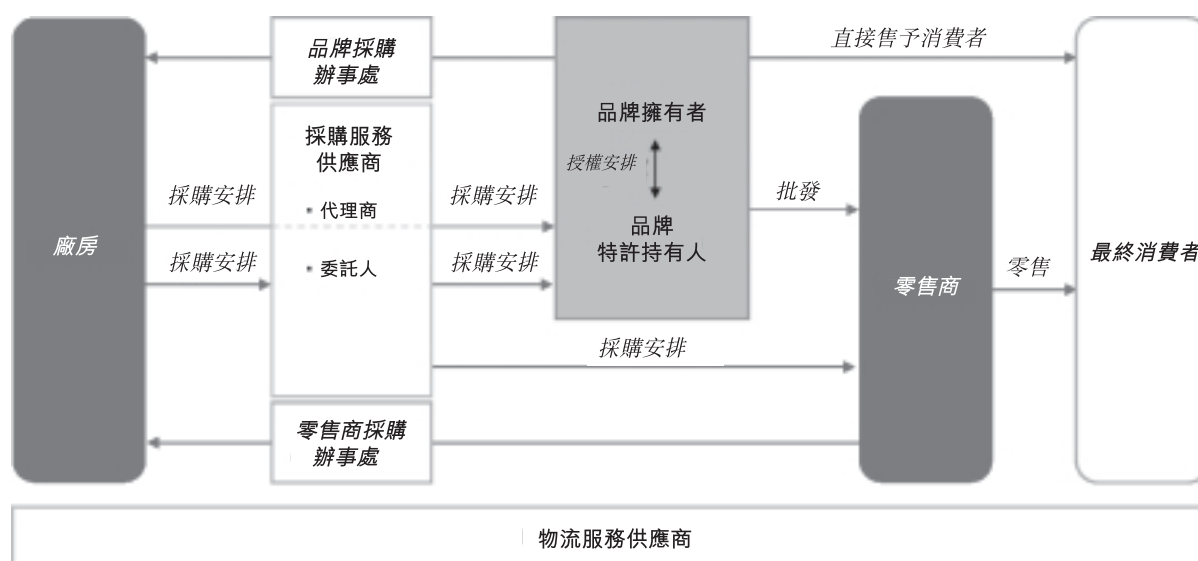 品牌採購
辦事處
直接售予消費者
採購服務
供應商
品牌擁有者
授權安排
採購安排
採購安排
批發
• 代理商
品牌
特許持有人
廠房
採購安排
採購安排
• 委託人
最終消費者
零售
零售商
採購安排
零售商採購
辦事處
物流服務供應商